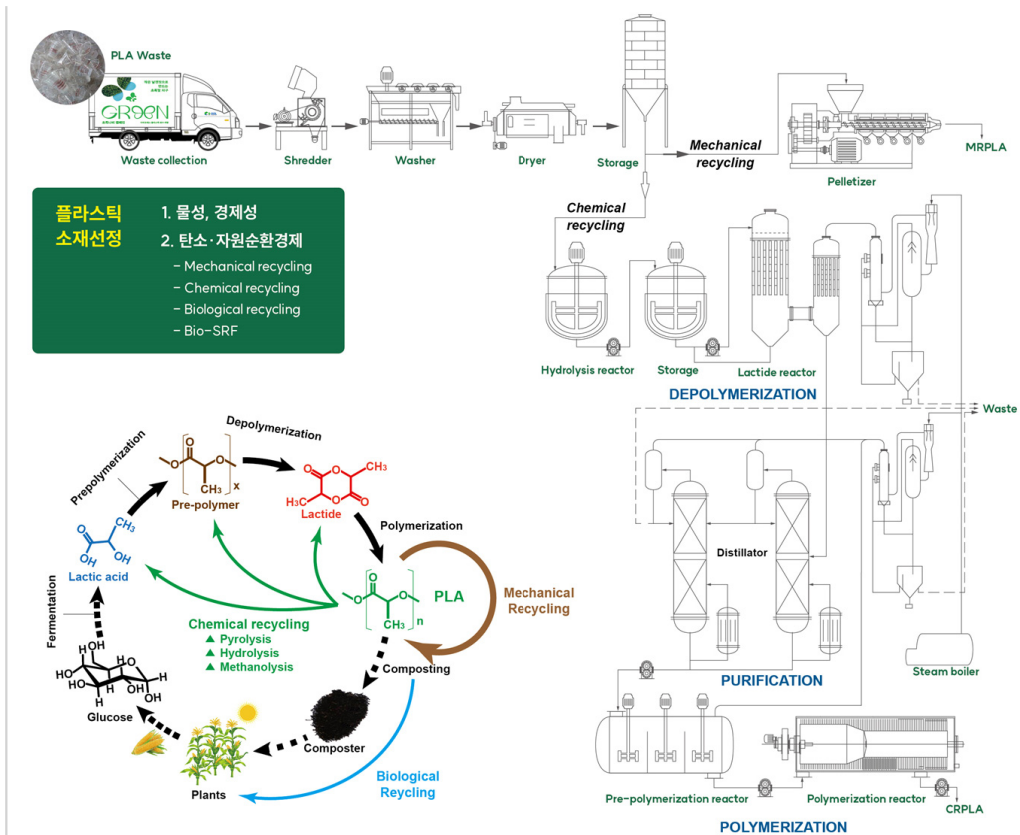 PLA Waste
GREEN
Waste collection
Shredder
Washer
Dryer
Storage
Mechanical
recycling
Pelletizer
MRPLA
플라스틱
소재선정
1. 물성, 경제성
2. 탄소·자원순환경제
– Mechanical recycling
– Chemical recycling
– Biological recycling
– Bio-SRF
Chemical
recycling
Hydrolysis reactor
Storage
Lactide reactor
DEPOLYMERIZATION
Waste
Distillator
Steam boiler
PURIFICATION
Pre-polymerization reactor
Polymerization reactor
CRPLA
POLYMERIZATION
Depolymerization
Prepolymerization
O
O
O
CH₃
x
Pre-polymer
O
CH₃
O
O
H₃C
O
Lactide
Polymerization
CH₃
O
OH
OH
Lactic acid
O
O
O
CH₃
n
PLA
Mechanical
Recycling
Chemical recycling
▲ Pyrolysis
▲ Hydrolysis
▲ Methanolysis
Fermentation
OH
H
H
O
HO
HO
H
H
OH
H
OH
Glucose
Composting
Composter
Plants
Biological
Reycling